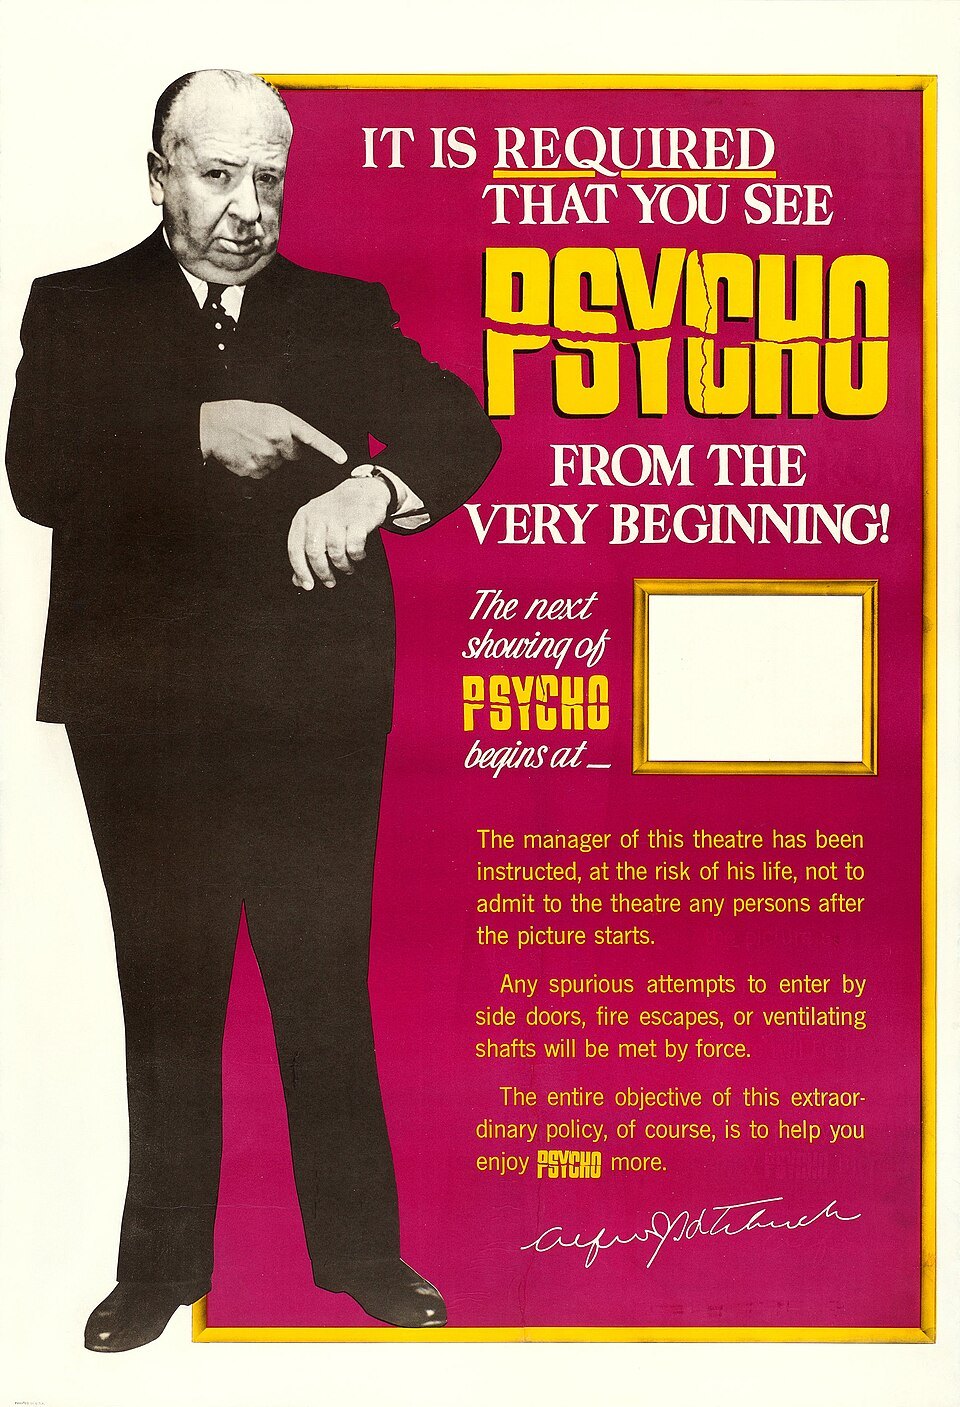 IT IS REQUIRED
THAT YOU SEE
PSYCHO
FROM THE
VERY BEGINNING!
The next
showing of
PSYCHO
begins at _
The manager of this theatre has been
instructed, at the risk of his life, not to
admit to the theatre any persons after
the picture starts.
Any spurious attempts to enter by
side doors, fire escapes, or ventilating
shafts will be met by force.
The entire objective of this extraor-
dinary policy, of course, is to help you
enjoy PSYCHO more.
Alfred J Hitchcock